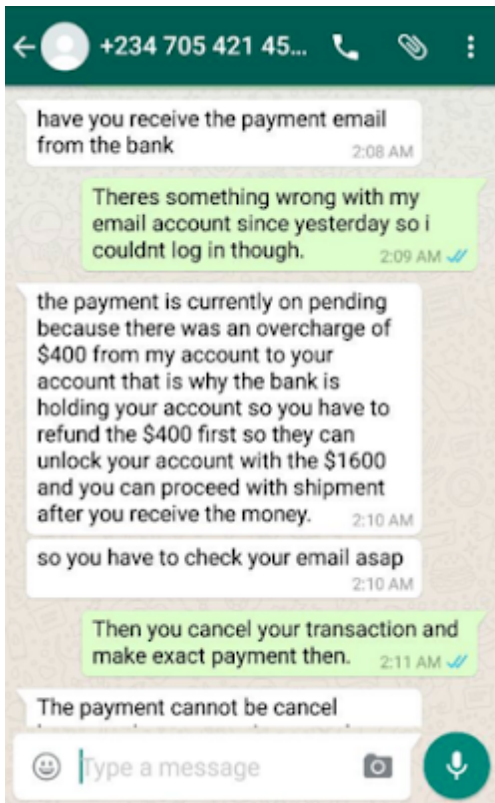 +234 705 421 45...
have you receive the payment email
from the bank
2:08 AM
Theres something wrong with my
email account since yesterday so i
couldnt log in though.
2:09 AM
the payment is currently on pending
because there was an overcharge of
$400 from my account to your
account that is why the bank is
holding your account so you have to
refund the $400 first so they can
unlock your account with the $1600
and you can proceed with shipment
after you receive the money.
2:10 AM
so you have to check your email asap
2:10 AM
Then you cancel your transaction and
make exact payment then.
2:11 AM
The payment cannot be cancel
Type a message